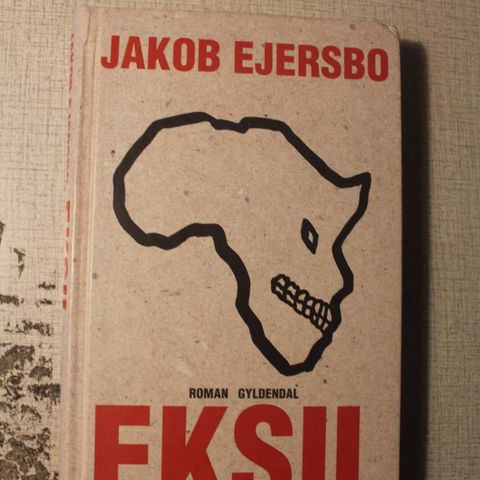 JAKOB EJERSBO
ROMAN GYLDENDAL
EKSIL